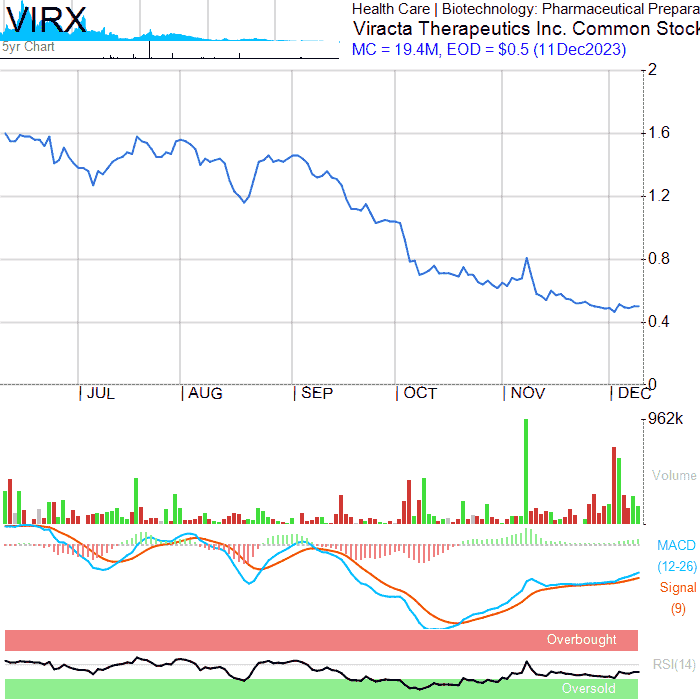 VIRX
5yr Chart
Health Care | Biotechnology: Pharmaceutical Prepara
Viracta Therapeutics Inc. Common Stock
MC = 19.4M, EOD = $0.5 (11Dec2023)
2
1.6
1.2
0.8
0.4
0
JUL AUG SEP OCT NOV DEC
962k
Volume
MACD
(12-26)
Signal
(9)
Overbought
RSI(14)
Oversold